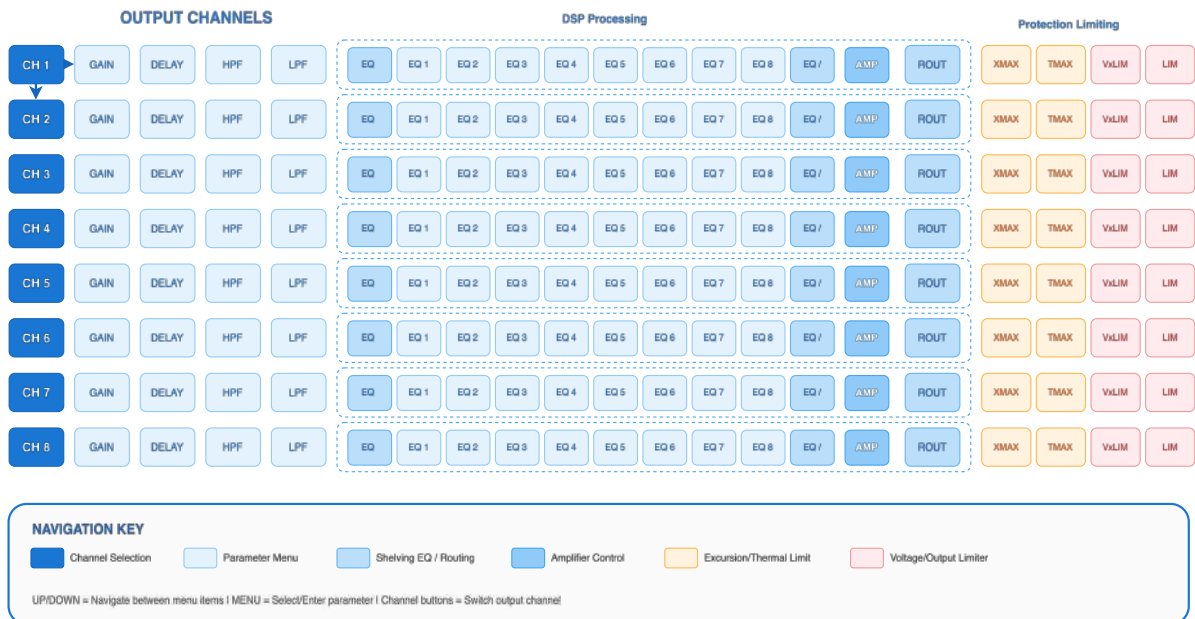 OUTPUT CHANNELS
DSP Processing
Protection Limiting
CH 1 GAIN DELAY HPF LPF EQ EQ 1 EQ 2 EQ 3 EQ 4 EQ 5 EQ 6 EQ 7 EQ 8 EQ / AMP ROUT XMAX TMAX VxLIM LIM
CH 2 GAIN DELAY HPF LPF EQ EQ 1 EQ 2 EQ 3 EQ 4 EQ 5 EQ 6 EQ 7 EQ 8 EQ / AMP ROUT XMAX TMAX VxLIM LIM
CH 3 GAIN DELAY HPF LPF EQ EQ 1 EQ 2 EQ 3 EQ 4 EQ 5 EQ 6 EQ 7 EQ 8 EQ / AMP ROUT XMAX TMAX VxLIM LIM
CH 4 GAIN DELAY HPF LPF EQ EQ 1 EQ 2 EQ 3 EQ 4 EQ 5 EQ 6 EQ 7 EQ 8 EQ / AMP ROUT XMAX TMAX VxLIM LIM
CH 5 GAIN DELAY HPF LPF EQ EQ 1 EQ 2 EQ 3 EQ 4 EQ 5 EQ 6 EQ 7 EQ 8 EQ / AMP ROUT XMAX TMAX VxLIM LIM
CH 6 GAIN DELAY HPF LPF EQ EQ 1 EQ 2 EQ 3 EQ 4 EQ 5 EQ 6 EQ 7 EQ 8 EQ / AMP ROUT XMAX TMAX VxLIM LIM
CH 7 GAIN DELAY HPF LPF EQ EQ 1 EQ 2 EQ 3 EQ 4 EQ 5 EQ 6 EQ 7 EQ 8 EQ / AMP ROUT XMAX TMAX VxLIM LIM
CH 8 GAIN DELAY HPF LPF EQ EQ 1 EQ 2 EQ 3 EQ 4 EQ 5 EQ 6 EQ 7 EQ 8 EQ / AMP ROUT XMAX TMAX VxLIM LIM
NAVIGATION KEY
Channel Selection Parameter Menu Shelving EQ / Routing Amplifier Control Excursion/Thermal Limit Voltage/Output Limiter
UP/DOWN = Navigate between menu items | MENU = Select/Enter parameter | Channel buttons = Switch output channel